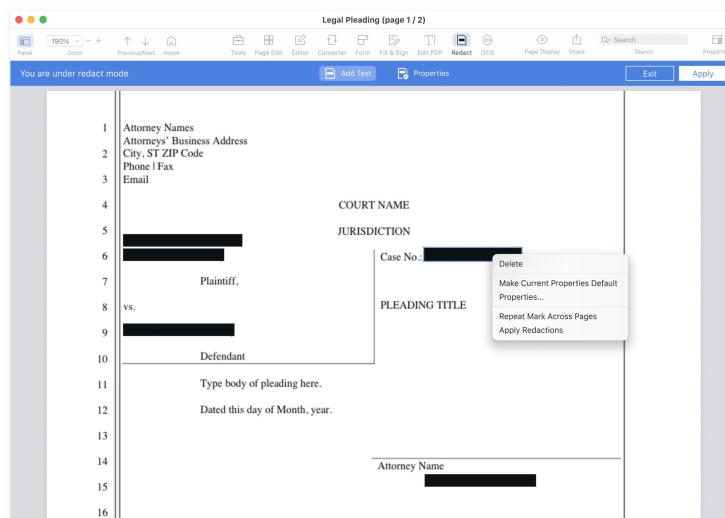 Legal Pleading (page 1 / 2)
190%
Panel Zoom Previous/Next Home Tools Page Edit Editor Converter Form Fill & Sign Edit PDF Redact OCR Page Display Share Search
Search
You are under redact mode Add Text Properties Exit Apply
1 Attorney Names
Attorneys' Business Address
2 City, ST ZIP Code
Phone | Fax
3 Email
4 COURT NAME
5 JURISDICTION
6 Case No.:
7 Plaintiff,
8 vs. PLEADING TITLE
9
10 Defendant
11 Type body of pleading here.
12 Dated this day of Month, year.
13
14
Attorney Name
15
16
Delete
Make Current Properties Default
Properties...
Repeat Mark Across Pages
Apply Redactions